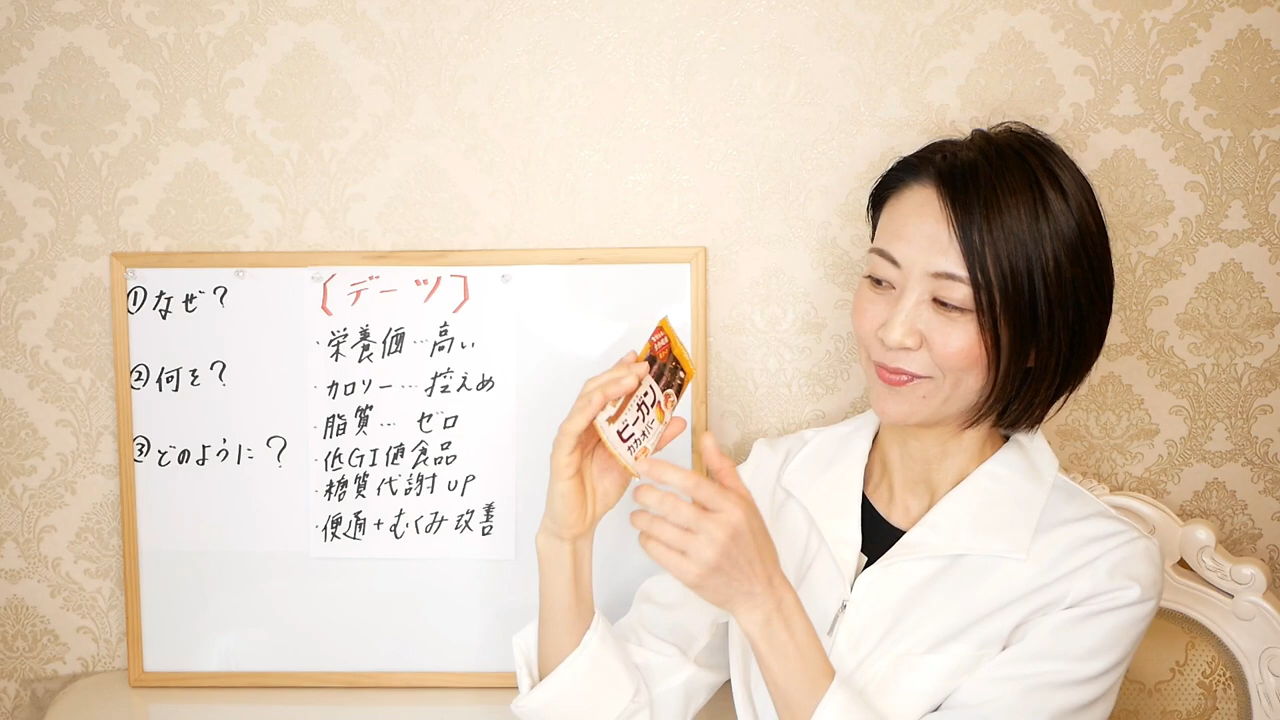 ①なぜ？
②何を？
③どのように？
〔デーツ〕
・栄養価…高い
・カロリー…控えめ
・脂質…ゼロ
・低GI値食品
・糖質代謝UP
・便通+むくみ改善
ビーガン
カカオバー